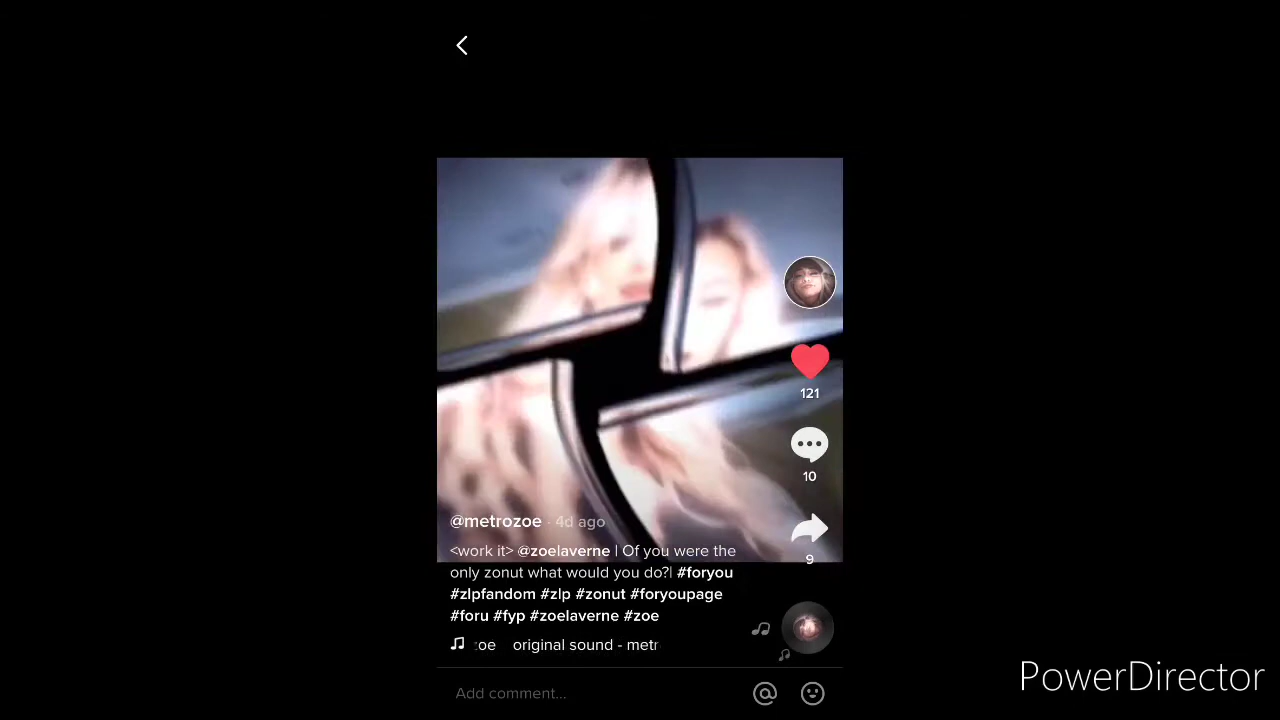 121
10
@metrozoe · 4d ago
<work it> @zoelaverne | Of you were the
only zonut what would you do?| #foryou
9
#zlpfandom #zlp #zonut #foryoupage
#foru #fyp #zoelaverne #zoe
oe original sound - metr
Add comment...
PowerDirector